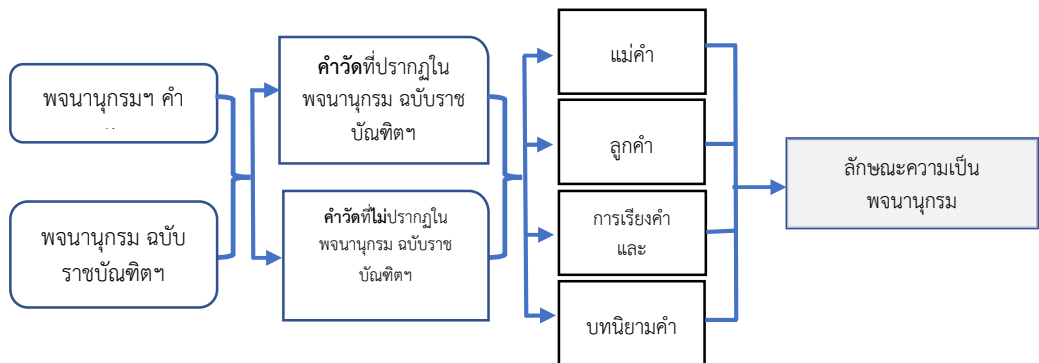 พจนานุกรมฯ คำ
พจนานุกรม ฉบับ
ราชบัณฑิตฯ
คำวัดที่ปรากฏใน
พจนานุกรม ฉบับราช
บัณฑิตฯ
คำวัดที่ไม่ปรากฏใน
พจนานุกรม ฉบับราช
บัณฑิตฯ
แม่คำ
ลูกคำ
การเรียงคำ
และ
บทนิยามคำ
ลักษณะความเป็น
พจนานุกรม